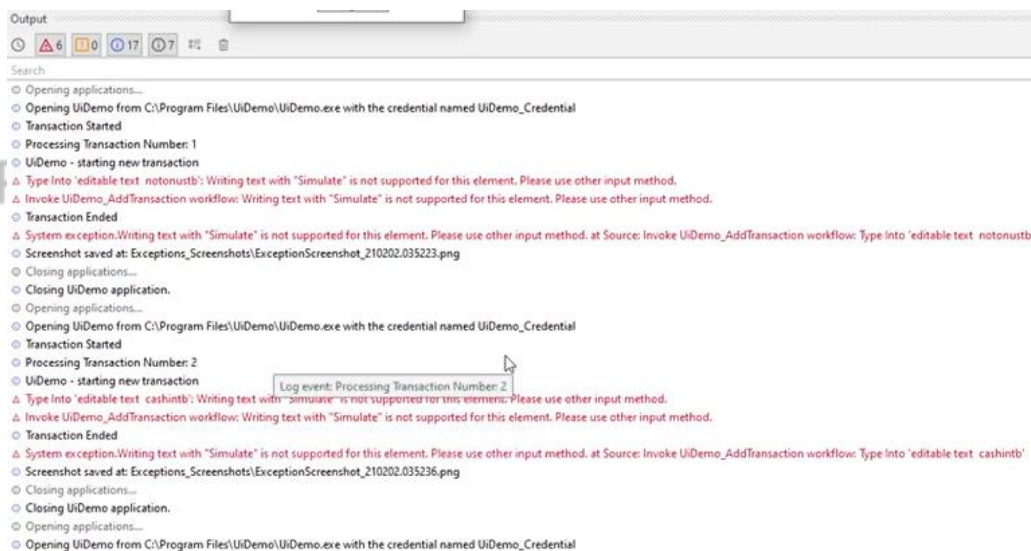 Output
6 0 17 7
Search
Opening applications...
Opening UiDemo from C:\Program Files\UiDemo\UiDemo.exe with the credential named UiDemo_Credential
Transaction Started
Processing Transaction Number: 1
UiDemo - starting new transaction
Type Into 'editable text notonustb': Writing text with "Simulate" is not supported for this element. Please use other input method.
Invoke UiDemo_AddTransaction workflow: Writing text with "Simulate" is not supported for this element. Please use other input method.
Transaction Ended
System exception.Writing text with "Simulate" is not supported for this element. Please use other input method. at Source: Invoke UiDemo_AddTransaction workflow: Type Into 'editable text notonustb
Screenshot saved at: Exceptions_Screenshots\ExceptionScreenshot_210202.035223.png
Closing applications...
Closing UiDemo application.
Opening applications...
Opening UiDemo from C:\Program Files\UiDemo\UiDemo.exe with the credential named UiDemo_Credential
Transaction Started
Processing Transaction Number: 2
UiDemo - starting new transaction
Log event: Processing Transaction Number: 2
Type Into 'editable text cashintb': Writing text with "Simulate" is not supported for this element. Please use other input method.
Invoke UiDemo_AddTransaction workflow: Writing text with "Simulate" is not supported for this element. Please use other input method.
Transaction Ended
System exception.Writing text with "Simulate" is not supported for this element. Please use other input method. at Source: Invoke UiDemo_AddTransaction workflow: Type Into 'editable text cashintb'
Screenshot saved at: Exceptions_Screenshots\ExceptionScreenshot_210202.035236.png
Closing applications...
Closing UiDemo application.
Opening applications...
Opening UiDemo from C:\Program Files\UiDemo\UiDemo.exe with the credential named UiDemo_Credential